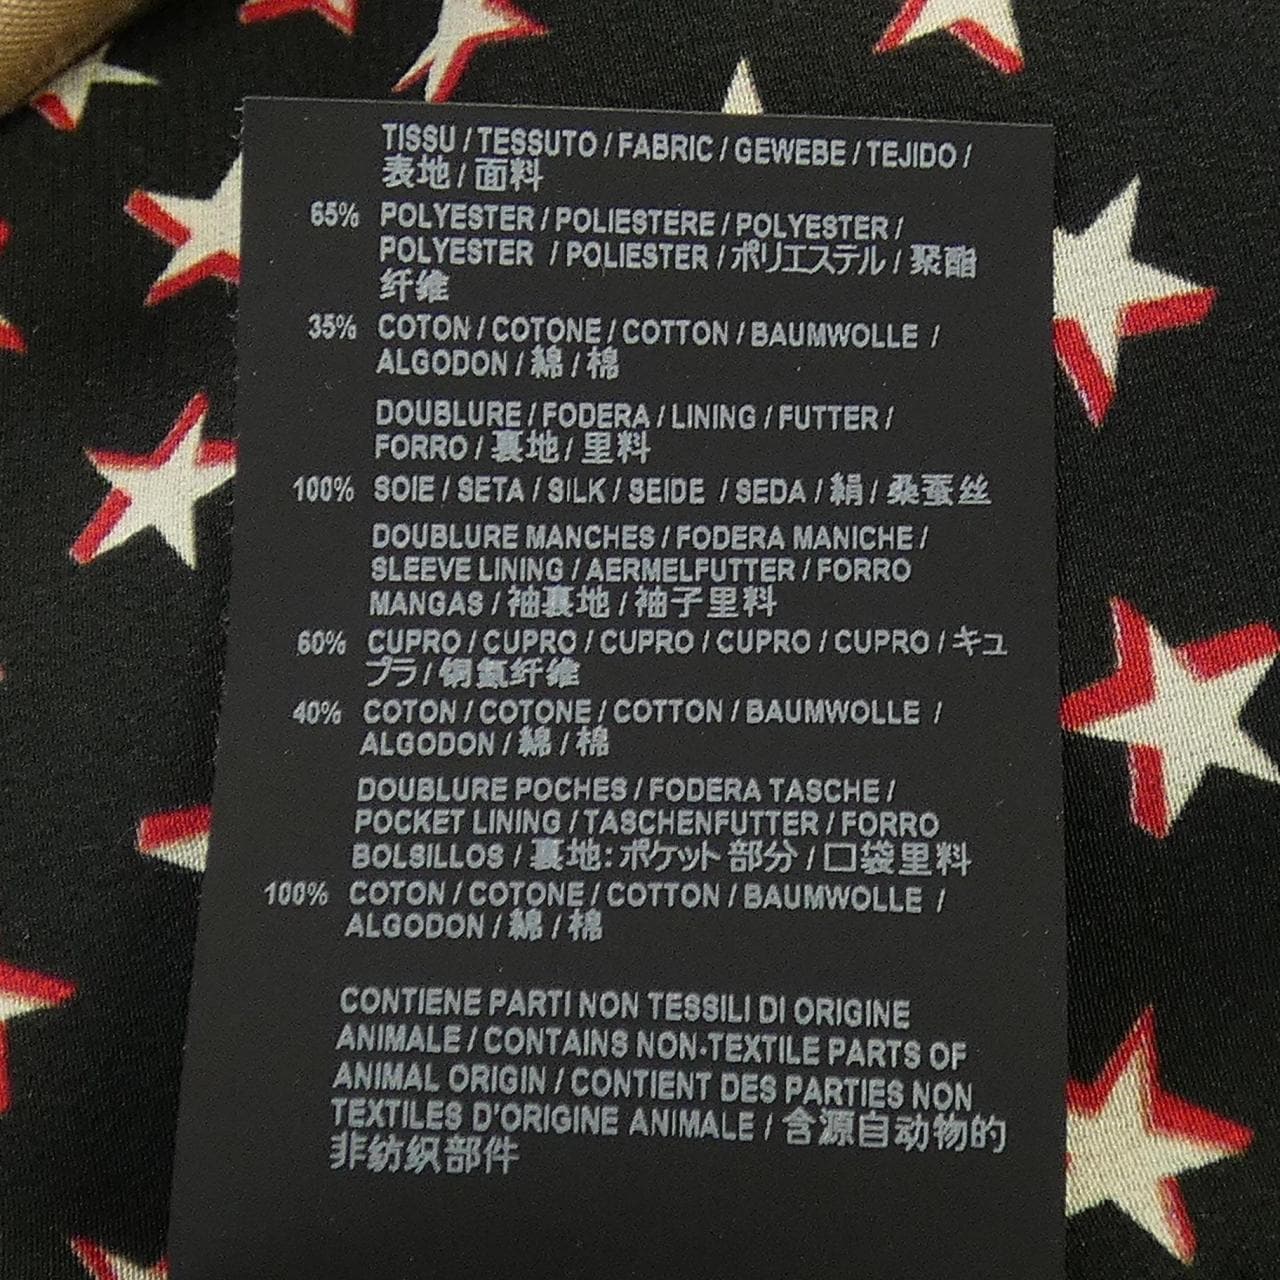 TISSU / TESSUTO / FABRIC / GEWEBE / TEJIDO /
表地 / 面料
65% POLYESTER / POLIESTERE / POLYESTER /
POLYESTER / POLIESTER / ポリエステル / 聚酯
纤维
35% COTON / COTONE / COTTON / BAUMWOLLE /
ALGODON / 綿 / 棉
DOUBLURE / FODERA / LINING / FUTTER /
FORRO / 裏地 / 里料
100% SOIE / SETA / SILK / SEIDE / SEDA / 絹 / 桑蚕丝
DOUBLURE MANCHES / FODERA MANICHE /
SLEEVE LINING / AERMELFUTTER / FORRO
MANGAS / 袖裏地 / 袖子里料
60% CUPRO / CUPRO / CUPRO / CUPRO / CUPRO / キュ
プラ / 铜氨纤维
40% COTON / COTONE / COTTON / BAUMWOLLE /
ALGODON / 綿 / 棉
DOUBLURE POCHES / FODERA TASCHE /
POCKET LINING / TASCHENFUTTER / FORRO
BOLSILLOS / 裏地: ポケット部分 / 口袋里料
100% COTON / COTONE / COTTON / BAUMWOLLE /
ALGODON / 綿 / 棉
CONTIENE PARTI NON TESSILI DI ORIGINE
ANIMALE / CONTAINS NON-TEXTILE PARTS OF
ANIMAL ORIGIN / CONTIENT DES PARTIES NON
TEXTILES D'ORIGINE ANIMALE / 含源自动物的
非纺织部件